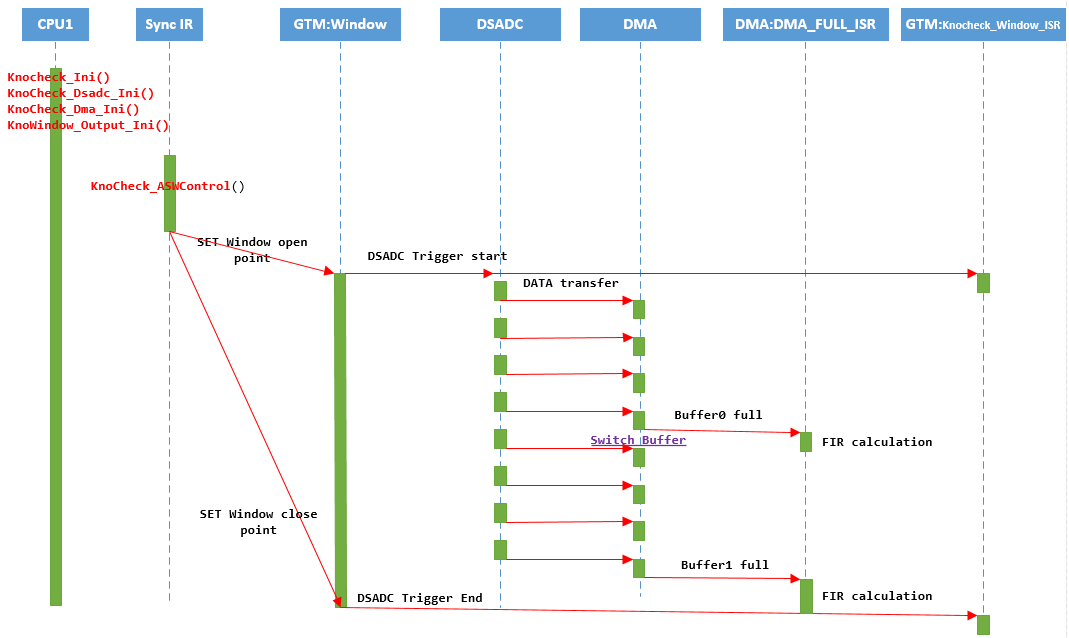 CPU1
Sync IR
GTM:Window
DSADC
DMA
DMA:DMA_FULL_ISR
GTM:Knocheck_Window_ISR
Knocheck_Ini()
KnoCheck_Dsadc_Ini()
KnoCheck_Dma_Ini()
KnoWindow_Output_Ini()
KnoCheck_ASWControl()
SET Window open
point
DSADC Trigger start
DATA transfer
Buffer0 full
Switch Buffer
FIR calculation
SET Window close
point
Buffer1 full
DSADC Trigger End
FIR calculation